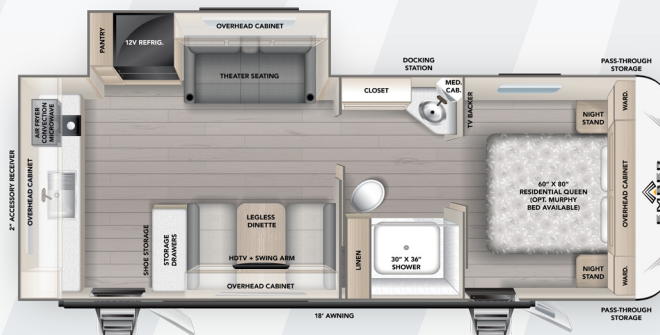 OVERHEAD CABINET
PANTRY
12V REFRIG.
THEATER SEATING
DOCKING
STATION
PASS-THROUGH
STORAGE
MED.
CAB.
CLOSET
TV BACKER
WARD.
NIGHT
STAND
AIR FRYER
CONVECTION
MICROWAVE
2" ACCESSORY RECEIVER
OVERHEAD CABINET
60" X 80"
RESIDENTIAL QUEEN
(OPT. MURPHY
BED AVAILABLE)
OVERHEAD CABINET
EMBER
LEGLESS
DINETTE
SHOE STORAGE
STORAGE
DRAWERS
HDTV + SWING ARM
OVERHEAD CABINET
LINEN
30" X 36"
SHOWER
NIGHT
STAND
WARD.
18' AWNING
PASS-THROUGH
STORAGE